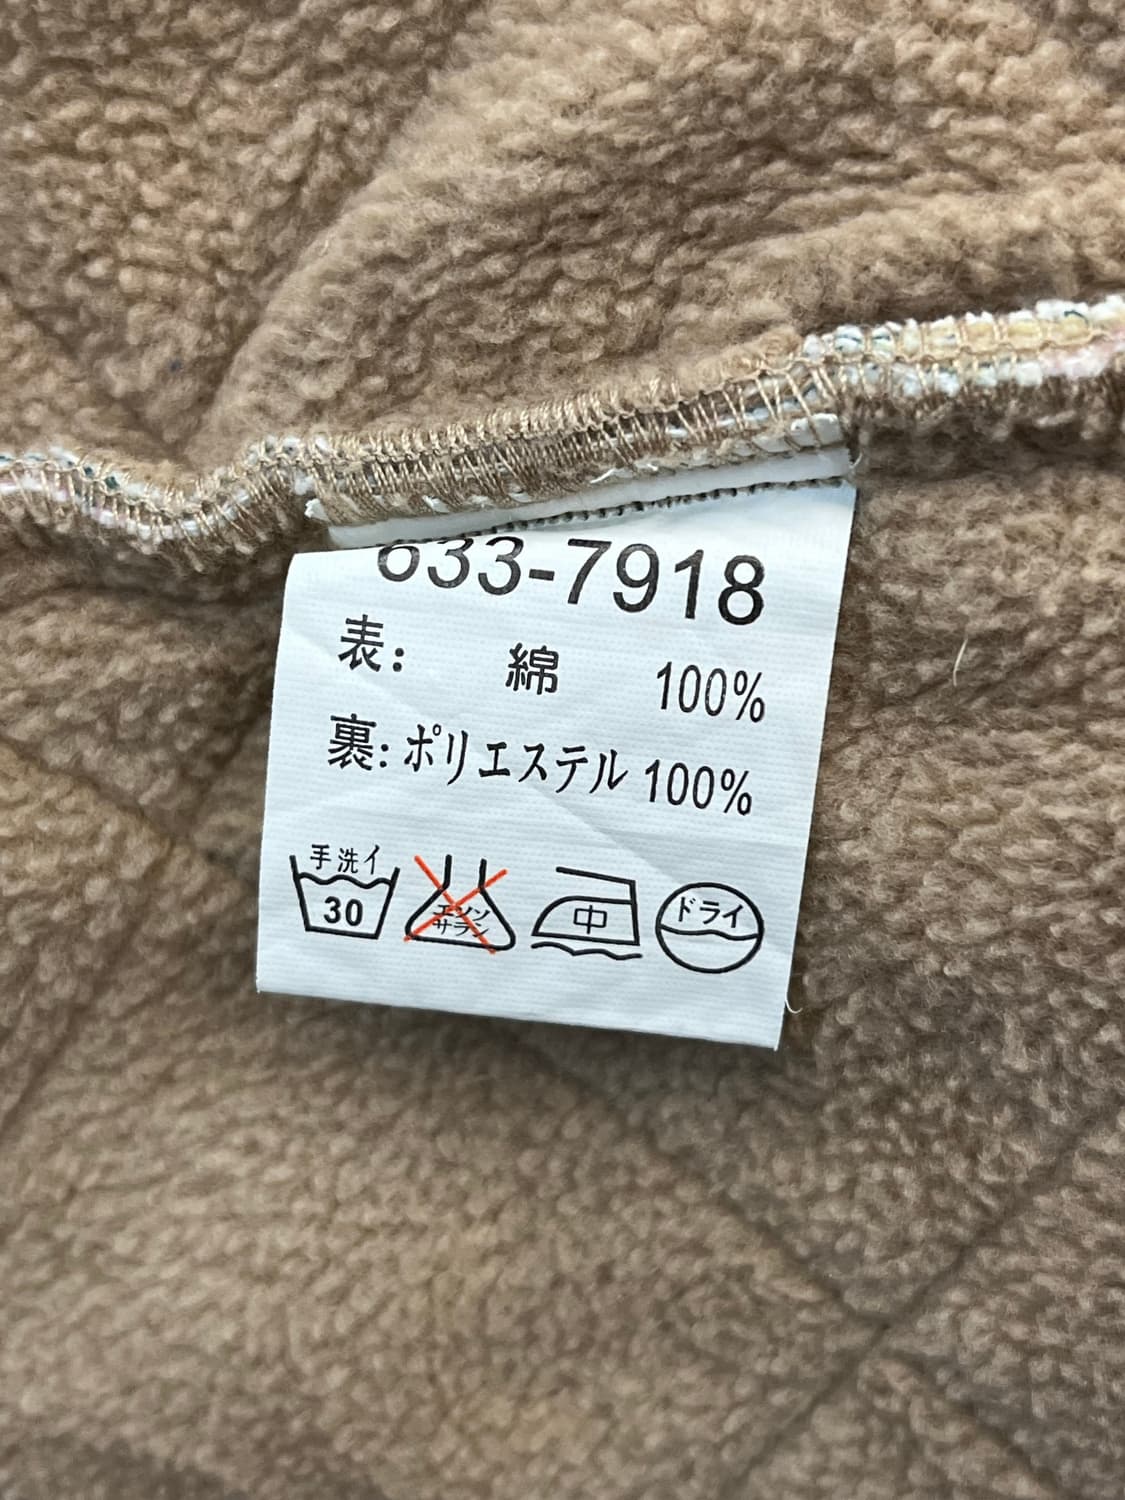 633-7918
表: 綿 100%
裏: ポリエステル 100%
手洗イ
30
エンソ
サラシ
中
ドライ